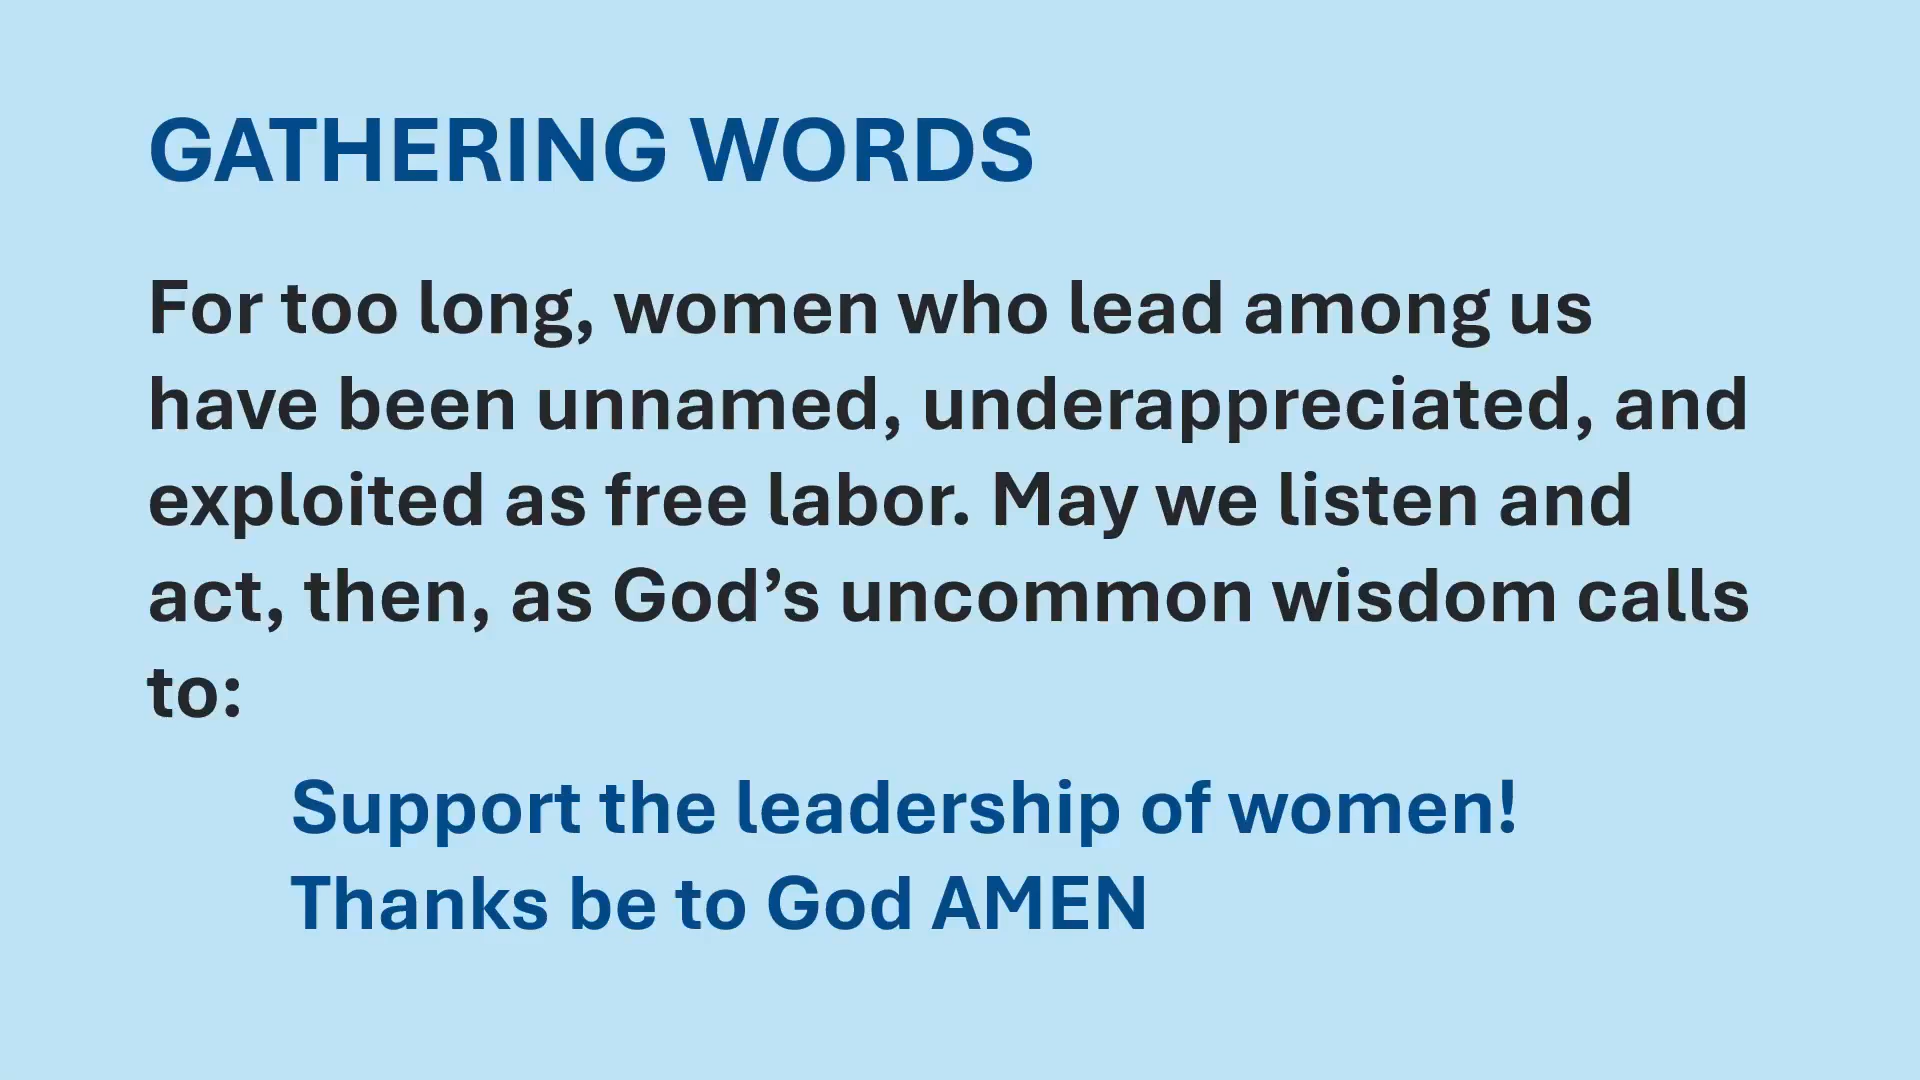 GATHERING WORDS
For too long, women who lead among us
have been unnamed, underappreciated, and
exploited as free labor. May we listen and
act, then, as God’s uncommon wisdom calls
to:
Support the leadership of women!
Thanks be to God AMEN